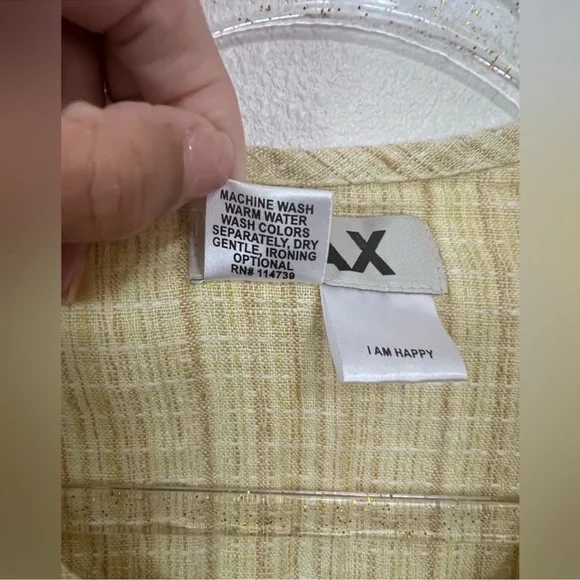 MACHINE WASH
WARM WATER
WASH COLORS
SEPARATELY, DRY
GENTLE, IRONING
OPTIONAL
RN# 114739
AX
I AM HAPPY